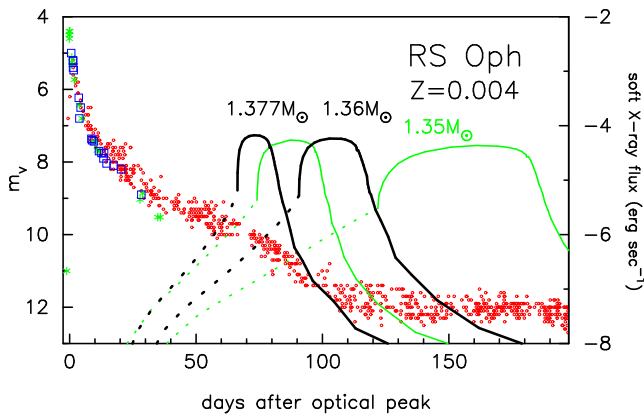 RS Oph
Z=0.004
1.377M⊙ 1.36M⊙
1.35M⊙
m_v
4
6
8
10
12
soft X-ray flux (erg sec⁻¹)
−2
−4
−6
−8
0 50 100 150
days after optical peak